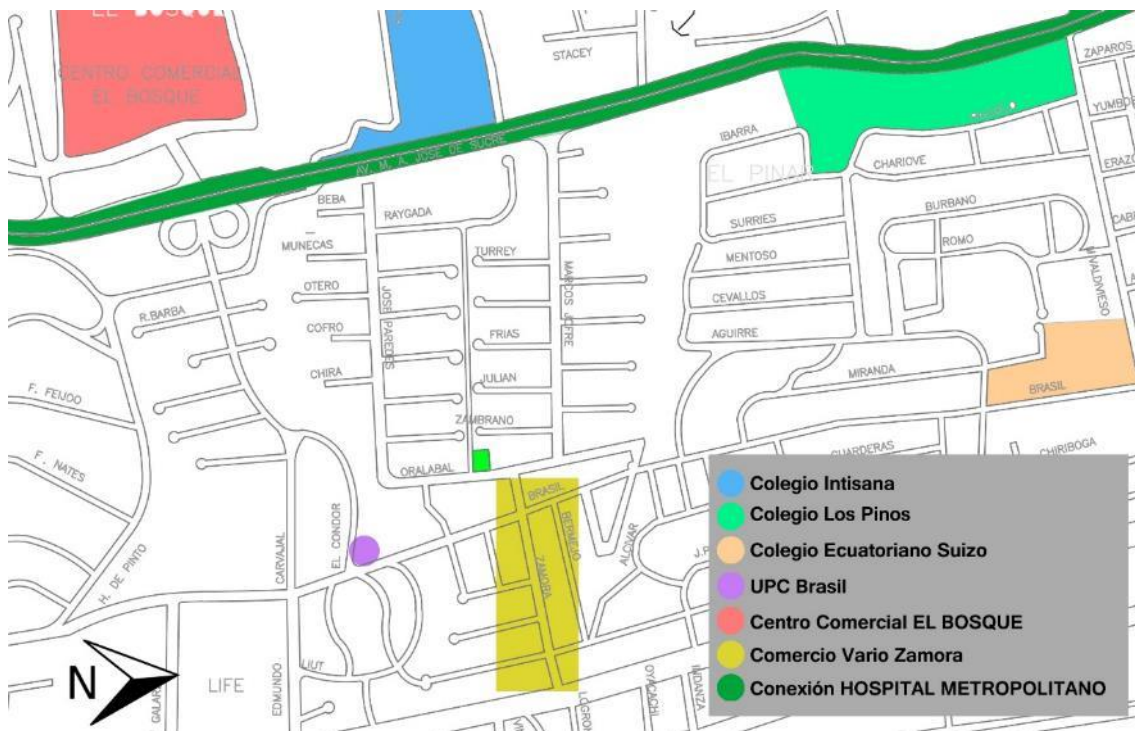 EL BOSQUE
CENTRO COMERCIAL
EL BOSQUE
STACEY
ZAPAROS
YUMBOS
IBARRA
AV. M. A. JOSE DE SUCRE
CHARIOVE
EL PINAR
ERAZO
BEBA
RAYGADA
BURBANO
SURRIES
MUNECAS
TURREY
MENTOSO
ROMO
M.VALDIVIESO
OTERO
JOSE PAREDES
MARCOS JOFRE
CEVALLOS
R.BARBA
COFRO
FRIAS
AGUIRRE
CHIRA
JULIAN
MIRANDA
BRASIL
F. FEIJOO
ZAMBRANO
F. NATES
ORALABAL
GUARDERAS
CHIRIBOGA
BRASIL
BERMEJO
EL CONDOR
CARVAJAL
ALCIVAR
ZAMORA
H. DE PINTO
LIUT
EDMUNDO
LIFE
N
OYACACHI
INDANZA
Colegio Intisana
Colegio Los Pinos
Colegio Ecuatoriano Suizo
UPC Brasil
Centro Comercial EL BOSQUE
Comercio Vario Zamora
Conexión HOSPITAL METROPOLITANO